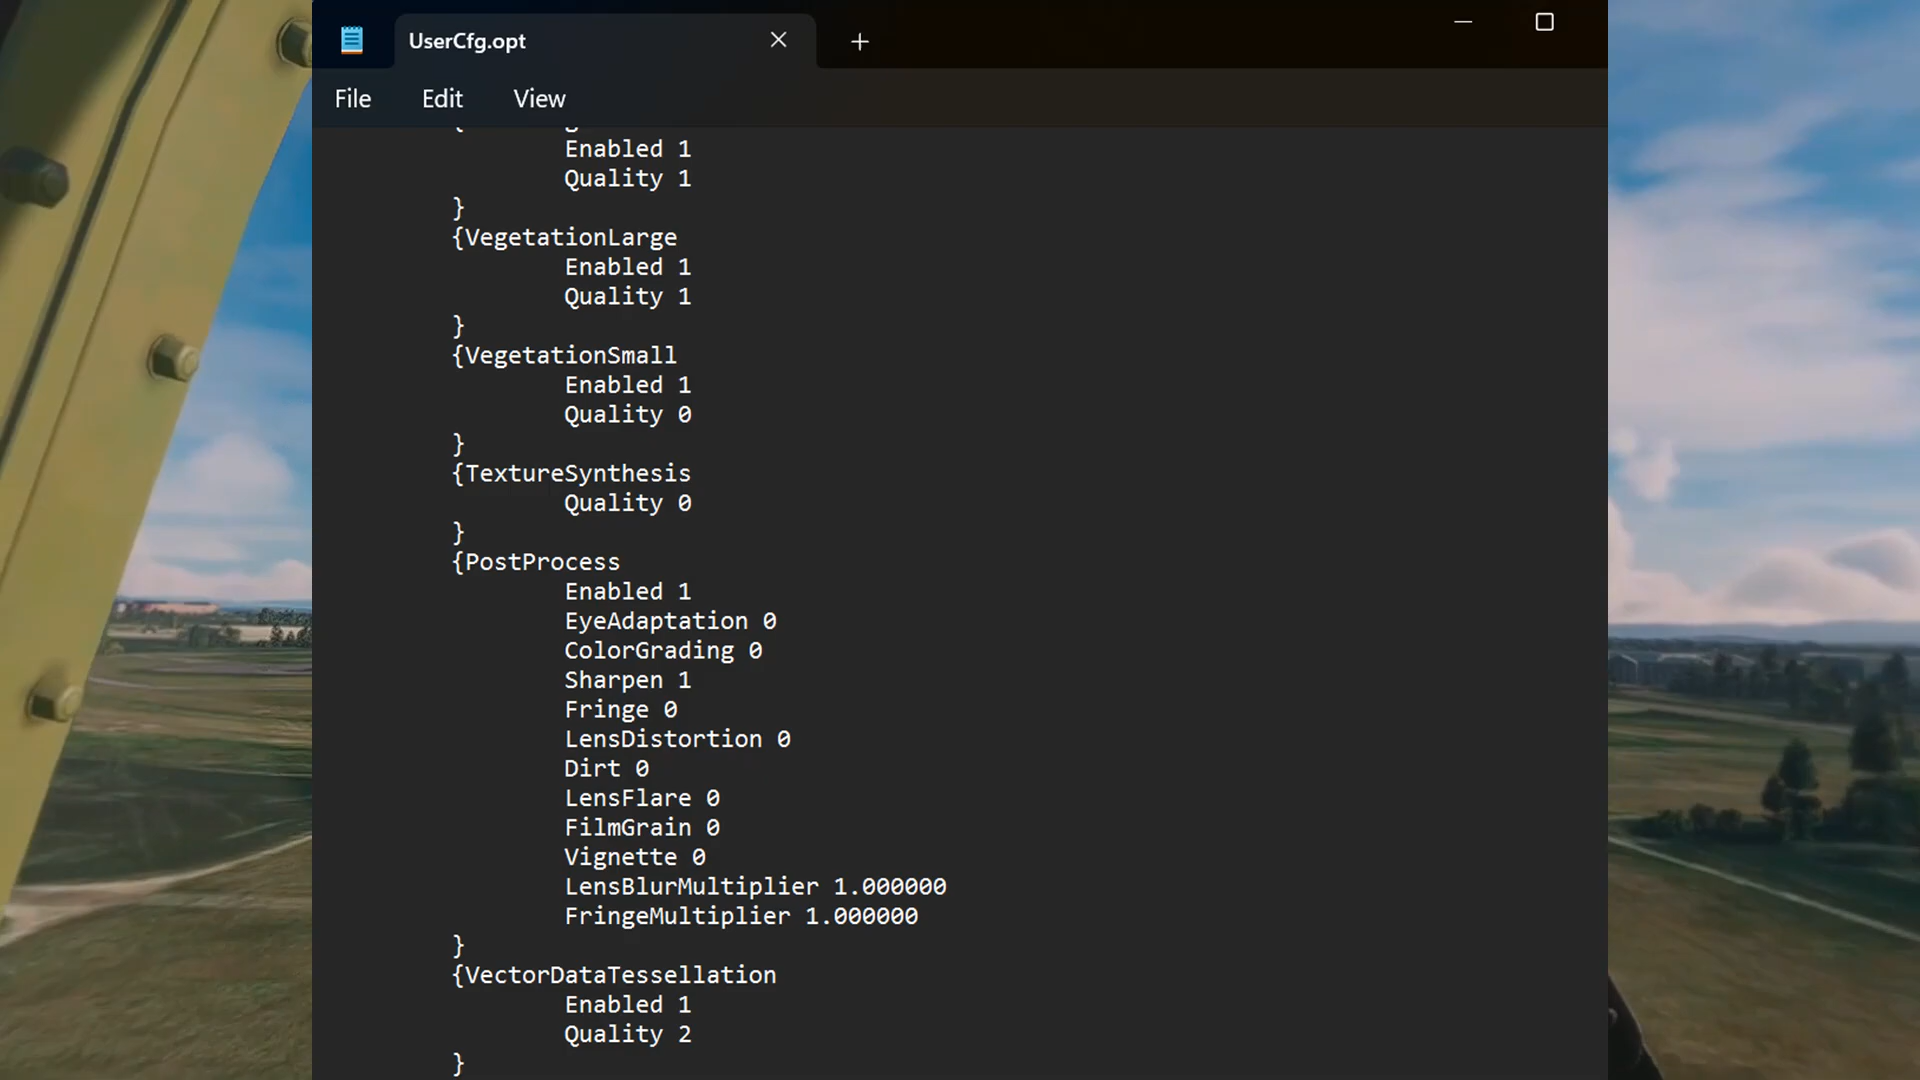 UserCfg.opt
File Edit View
Enabled 1
Quality 1
}
{VegetationLarge
Enabled 1
Quality 1
}
{VegetationSmall
Enabled 1
Quality 0
}
{TextureSynthesis
Quality 0
}
{PostProcess
Enabled 1
EyeAdaptation 0
ColorGrading 0
Sharpen 1
Fringe 0
LensDistortion 0
Dirt 0
LensFlare 0
FilmGrain 0
Vignette 0
LensBlurMultiplier 1.000000
FringeMultiplier 1.000000
}
{VectorDataTessellation
Enabled 1
Quality 2
}